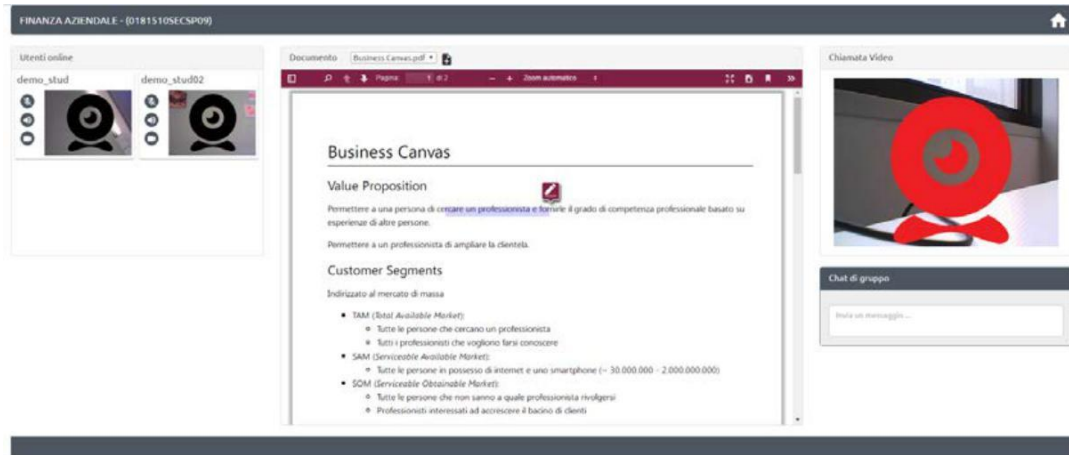 FINANZA AZIENDALE - (0181510SECSP09)
Utenti online
demo_stud demo_stud02
Documento Business Canvas.pdf
Pagina: 1 di 2 Zoom automatico
Business Canvas
Value Proposition
Permettere a una persona di cercare un professionista e fornirle il grado di competenza professionale basato su
esperienze di altre persone.
Permettere a un professionista di ampliare la clientela.
Customer Segments
Indirizzato al mercato di massa
TAM (Total Available Market):
Tutte le persone che cercano un professionista
Tutti i professionisti che vogliono farsi conoscere
SAM (Serviceable Available Market):
Tutte le persone in possesso di internet e uno smartphone (~ 30.000.000 - 2.000.000.000)
SOM (Serviceable Obtainable Market):
Tutte le persone che non sanno a quale professionista rivolgersi
Professionisti interessati ad accrescere il bacino di clienti
Chiamata Video
Chat di gruppo
Invia un messaggio ...